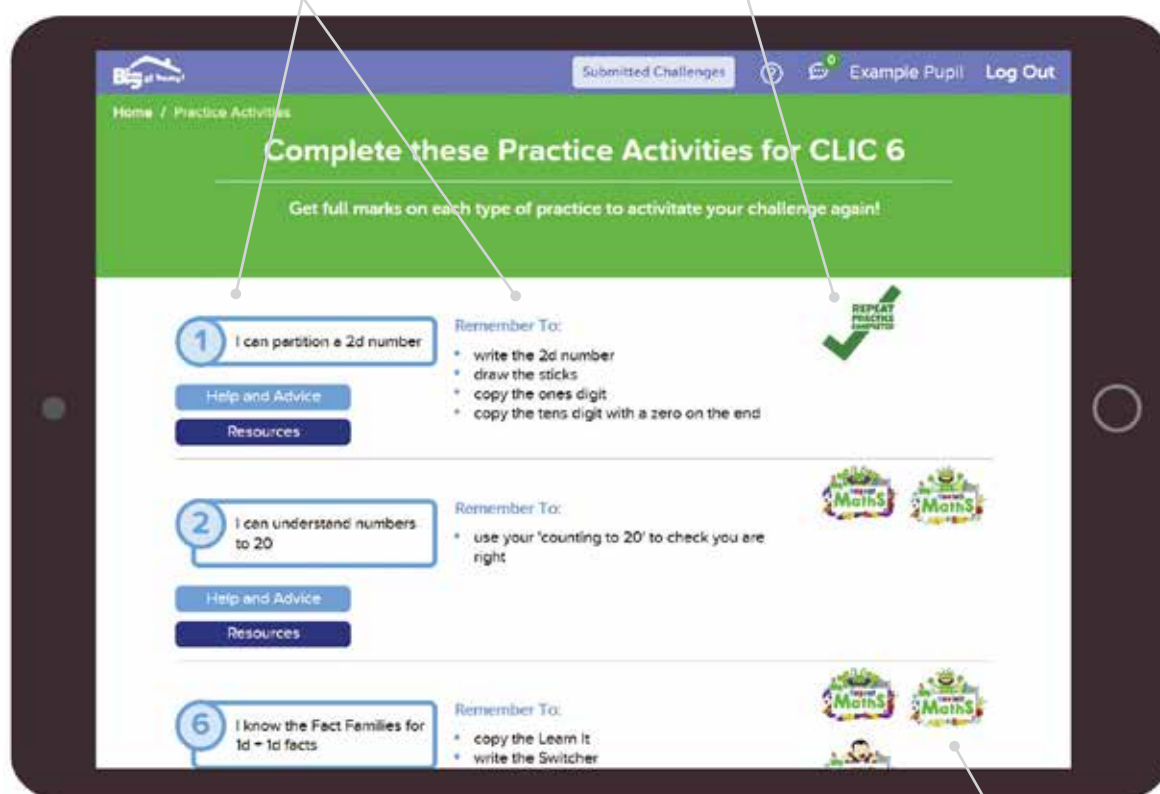 Submitted Challenges
0
Example Pupil
Log Out
Home / Practice Activities
Complete these Practice Activities for CLIC 6
Get full marks on each type of practice to activitate your challenge again!
1
I can partition a 2d number
Help and Advice
Resources
Remember To:
• write the 2d number
• draw the sticks
• copy the ones digit
• copy the tens digit with a zero on the end
REPEAT
PRACTICE
COMPLETED
2
I can understand numbers
to 20
Help and Advice
Resources
Remember To:
• use your 'counting to 20' to check you are
right
Maths
Maths
6
I know the Fact Families for
1d + 1d facts
Remember To:
• copy the Learn It
• write the Switcher
Maths
Maths